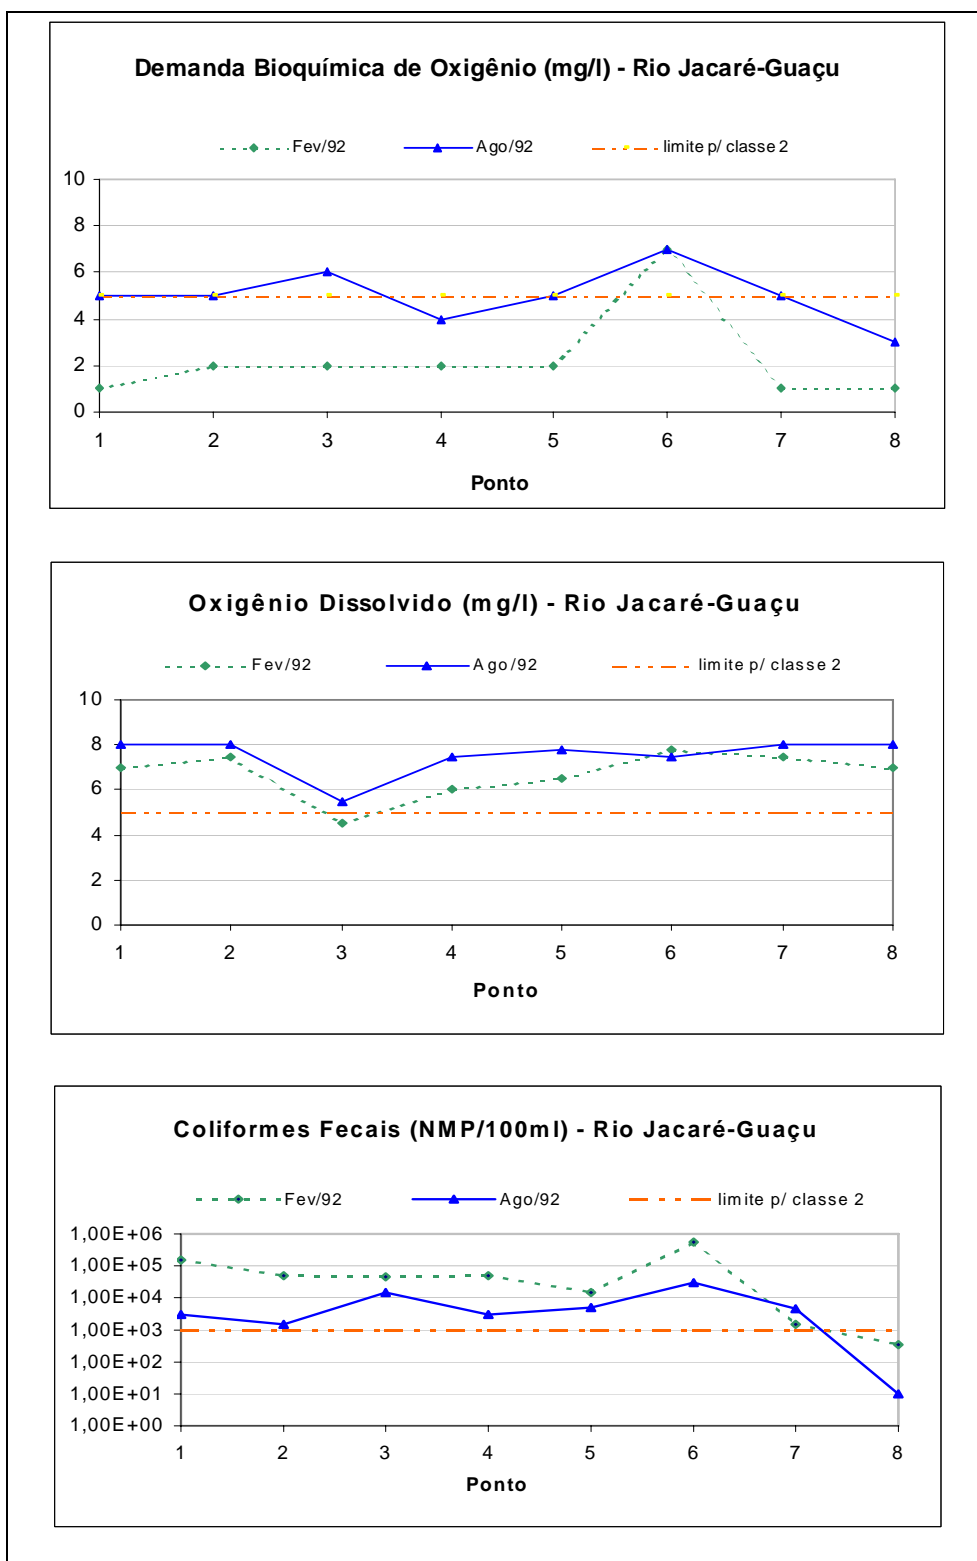 Demanda Bioquímica de Oxigênio (mg/l) - Rio Jacaré-Guaçu
Fev/92 Ago/92 limite p/ classe 2
10
8
6
4
2
0
1 2 3 4 5 6 7 8
Ponto
Oxigênio Dissolvido (mg/l) - Rio Jacaré-Guaçu
Fev/92 Ago/92 limite p/ classe 2
10
8
6
4
2
0
1 2 3 4 5 6 7 8
Ponto
Coliformes Fecais (NMP/100ml) - Rio Jacaré-Guaçu
Fev/92 Ago/92 limite p/ classe 2
1,00E+06
1,00E+05
1,00E+04
1,00E+03
1,00E+02
1,00E+01
1,00E+00
1 2 3 4 5 6 7 8
Ponto